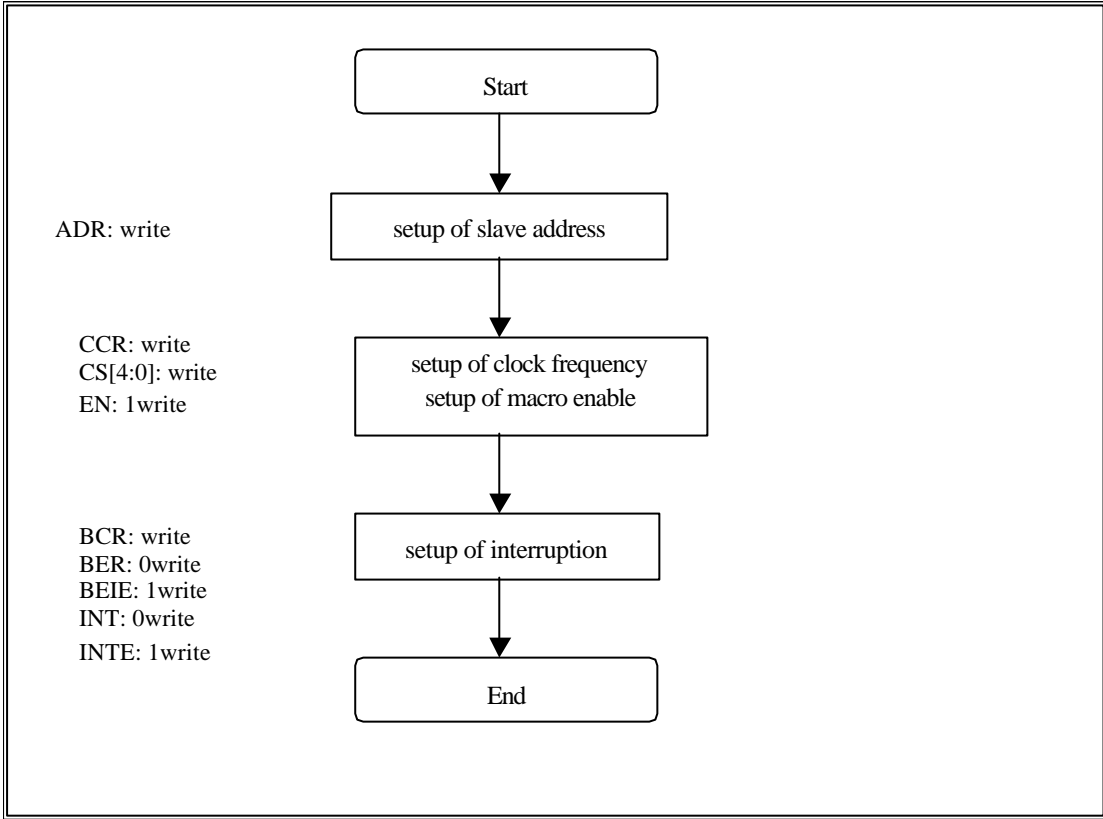 Start
ADR: write
setup of slave address
CCR: write
CS[4:0]: write
EN: 1write
setup of clock frequency
setup of macro enable
BCR: write
BER: 0write
BEIE: 1write
INT: 0write
INTE: 1write
setup of interruption
End